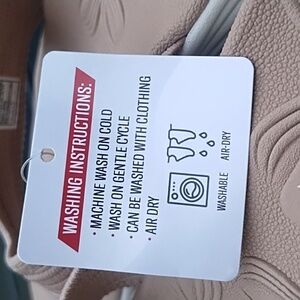 WASHING INSTRUCTIONS:
• MACHINE WASH ON COLD
• WASH ON GENTLE CYCLE
• CAN BE WASHED WITH CLOTHING
• AIR DRY
WASHABLE
AIR-DRY